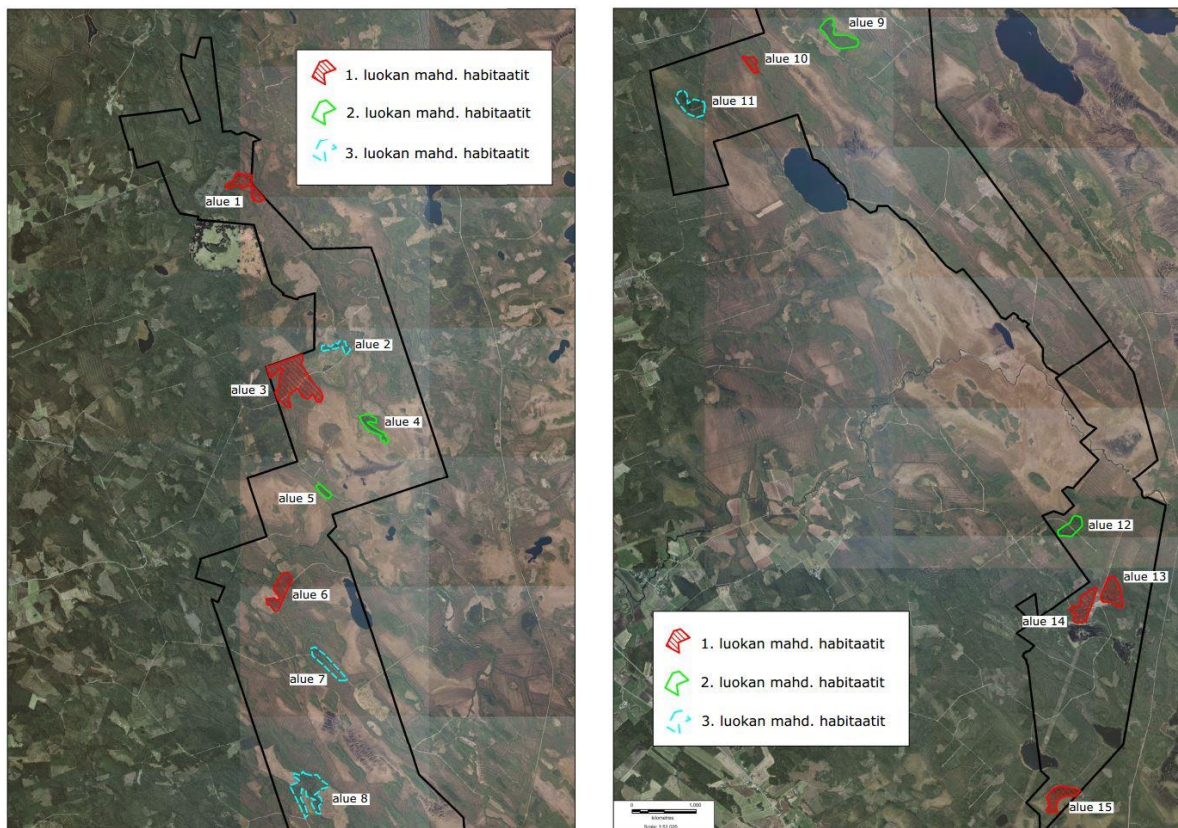 1. luokan mahd. habitaatit
2. luokan mahd. habitaatit
3. luokan mahd. habitaatit
alue 1
alue 2
alue 3
alue 4
alue 5
alue 6
alue 7
alue 8
alue 9
alue 10
alue 11
alue 12
alue 13
alue 14
alue 15
1. luokan mahd. habitaatit
2. luokan mahd. habitaatit
3. luokan mahd. habitaatit
0 1,000
kilometres